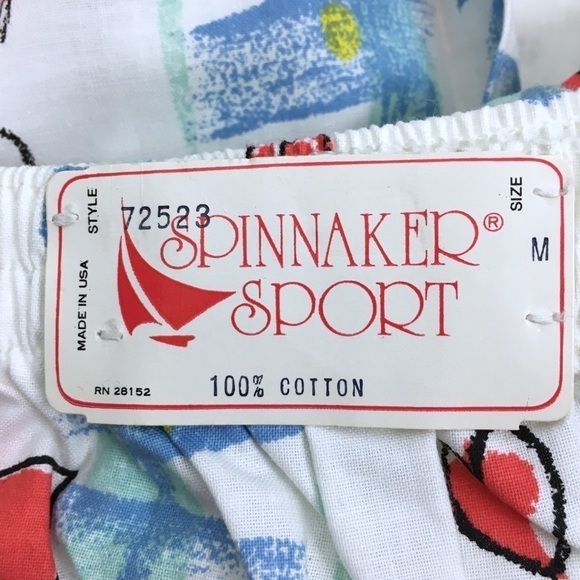 STYLE
72523
SIZE
SPINNAKER®
M
MADE IN USA
SPORT
RN 28152
100% COTTON